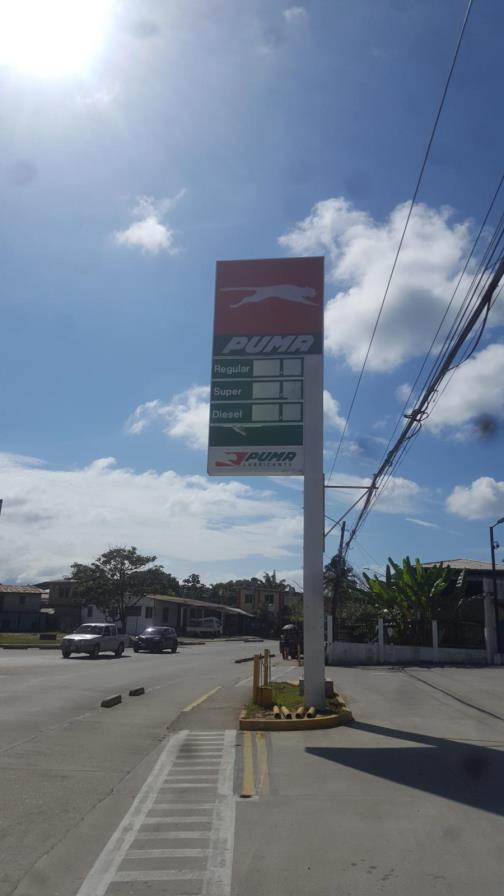 PUMA
Regular
Super
Diesel
PUMA
LUBRICANTS